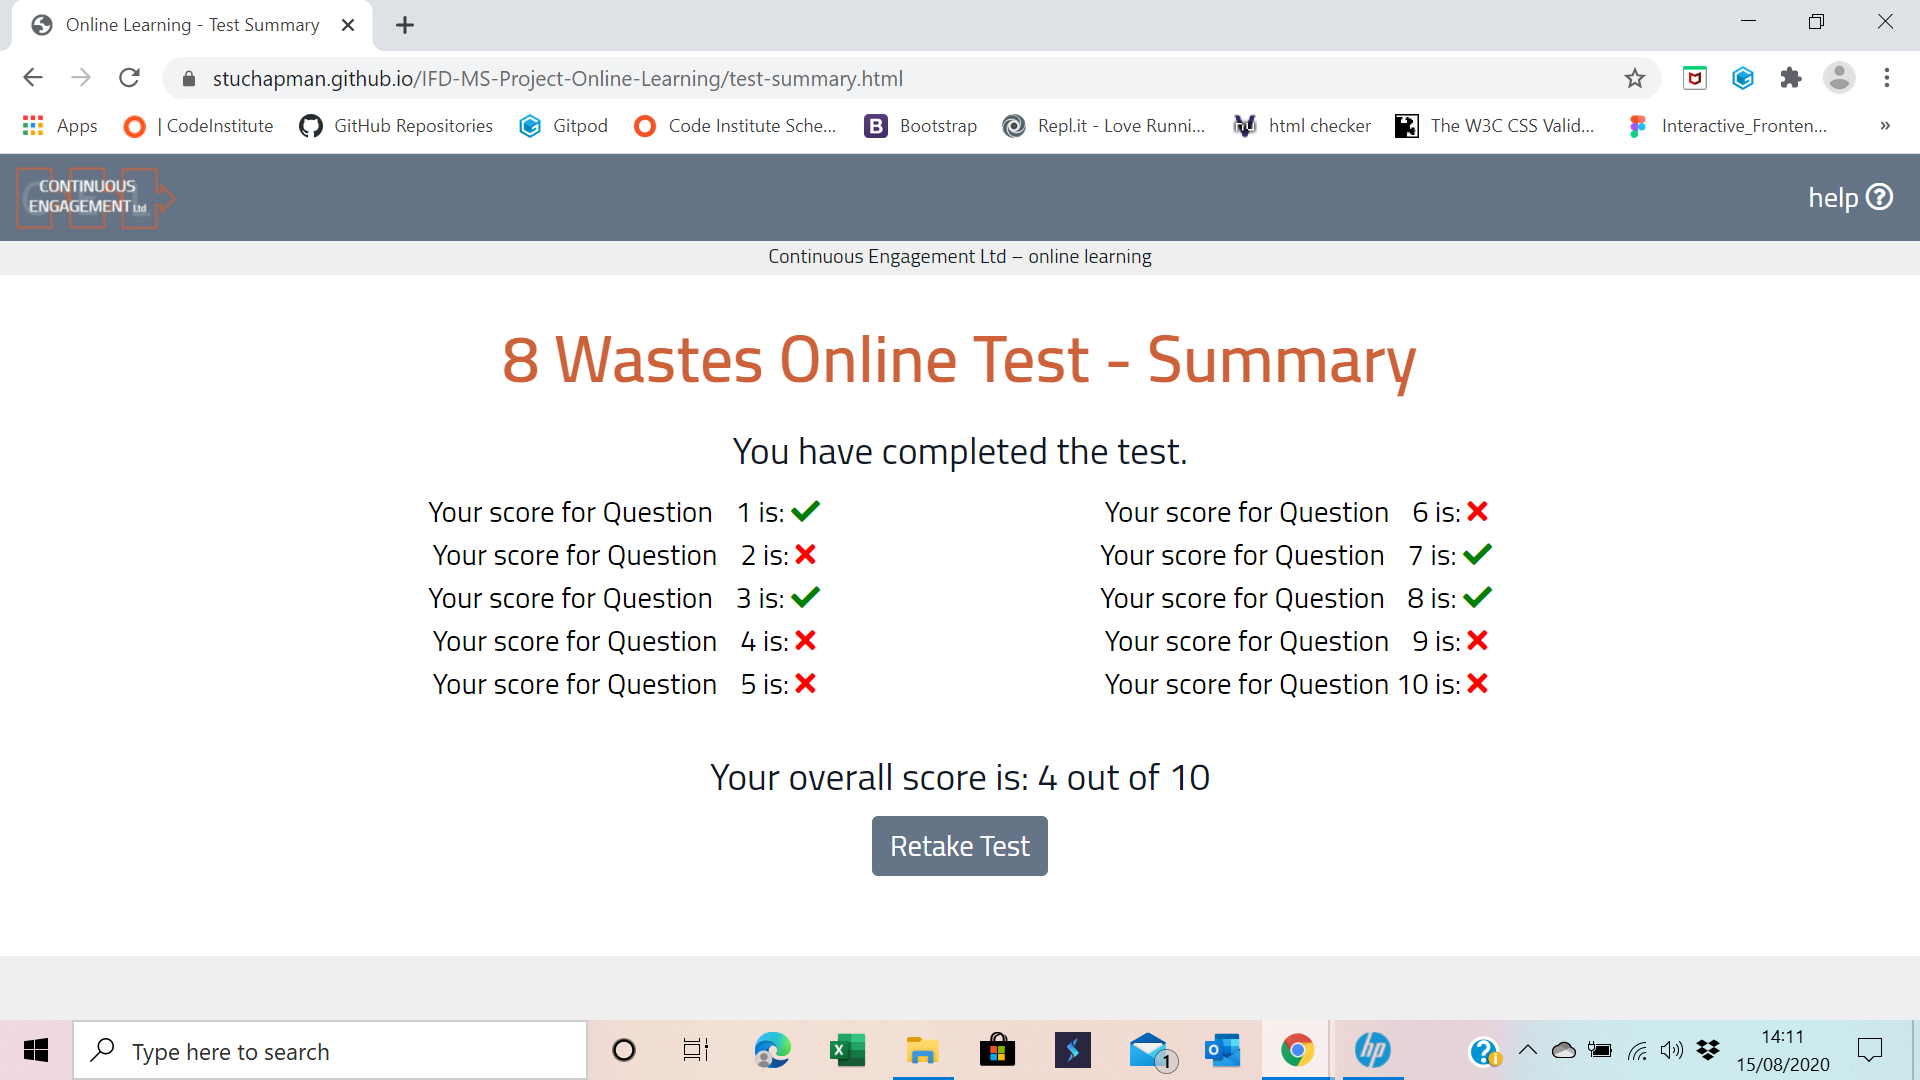 Online Learning - Test Summary
stuchapman.github.io/IFD-MS-Project-Online-Learning/test-summary.html
Apps | CodeInstitute GitHub Repositories Gitpod Code Institute Sche... B Bootstrap Repl.it - Love Runni... html checker The W3C CSS Valid... Interactive_Fronten... »
CONTINUOUS
ENGAGEMENT Ltd
help ?
Continuous Engagement Ltd – online learning
8 Wastes Online Test - Summary
You have completed the test.
Your score for Question 1 is:
Your score for Question 2 is:
Your score for Question 3 is:
Your score for Question 4 is:
Your score for Question 5 is:
Your score for Question 6 is:
Your score for Question 7 is:
Your score for Question 8 is:
Your score for Question 9 is:
Your score for Question 10 is:
Your overall score is: 4 out of 10
Retake Test
Type here to search
1
hp
14:11
15/08/2020